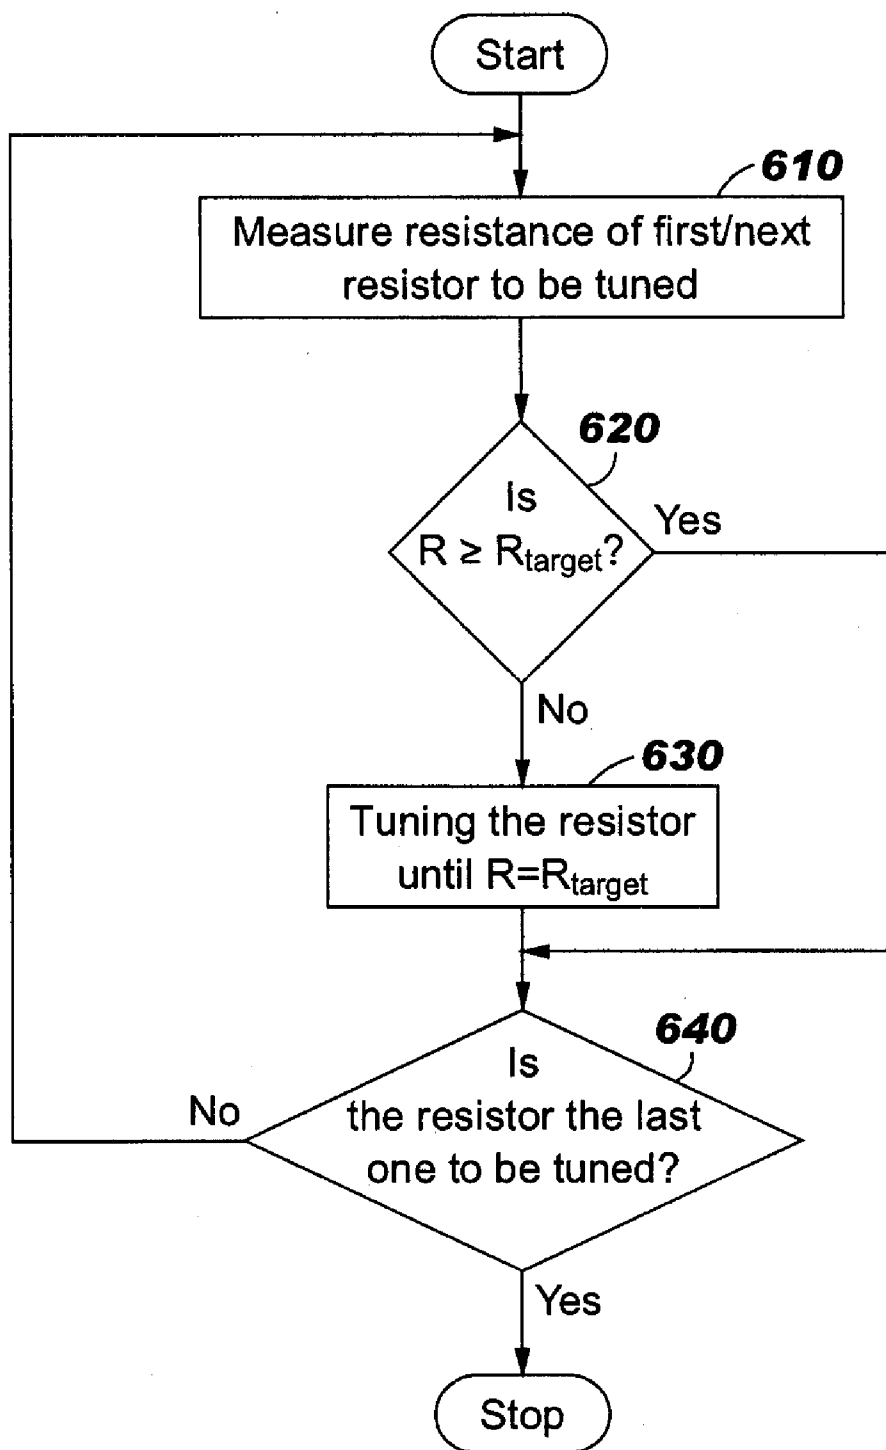 Start
610
Measure resistance of first/next
resistor to be tuned
620
Is
R ≥ Rtarget?
Yes
No
630
Tuning the resistor
until R=Rtarget
640
Is
the resistor the last
one to be tuned?
No
Yes
Stop